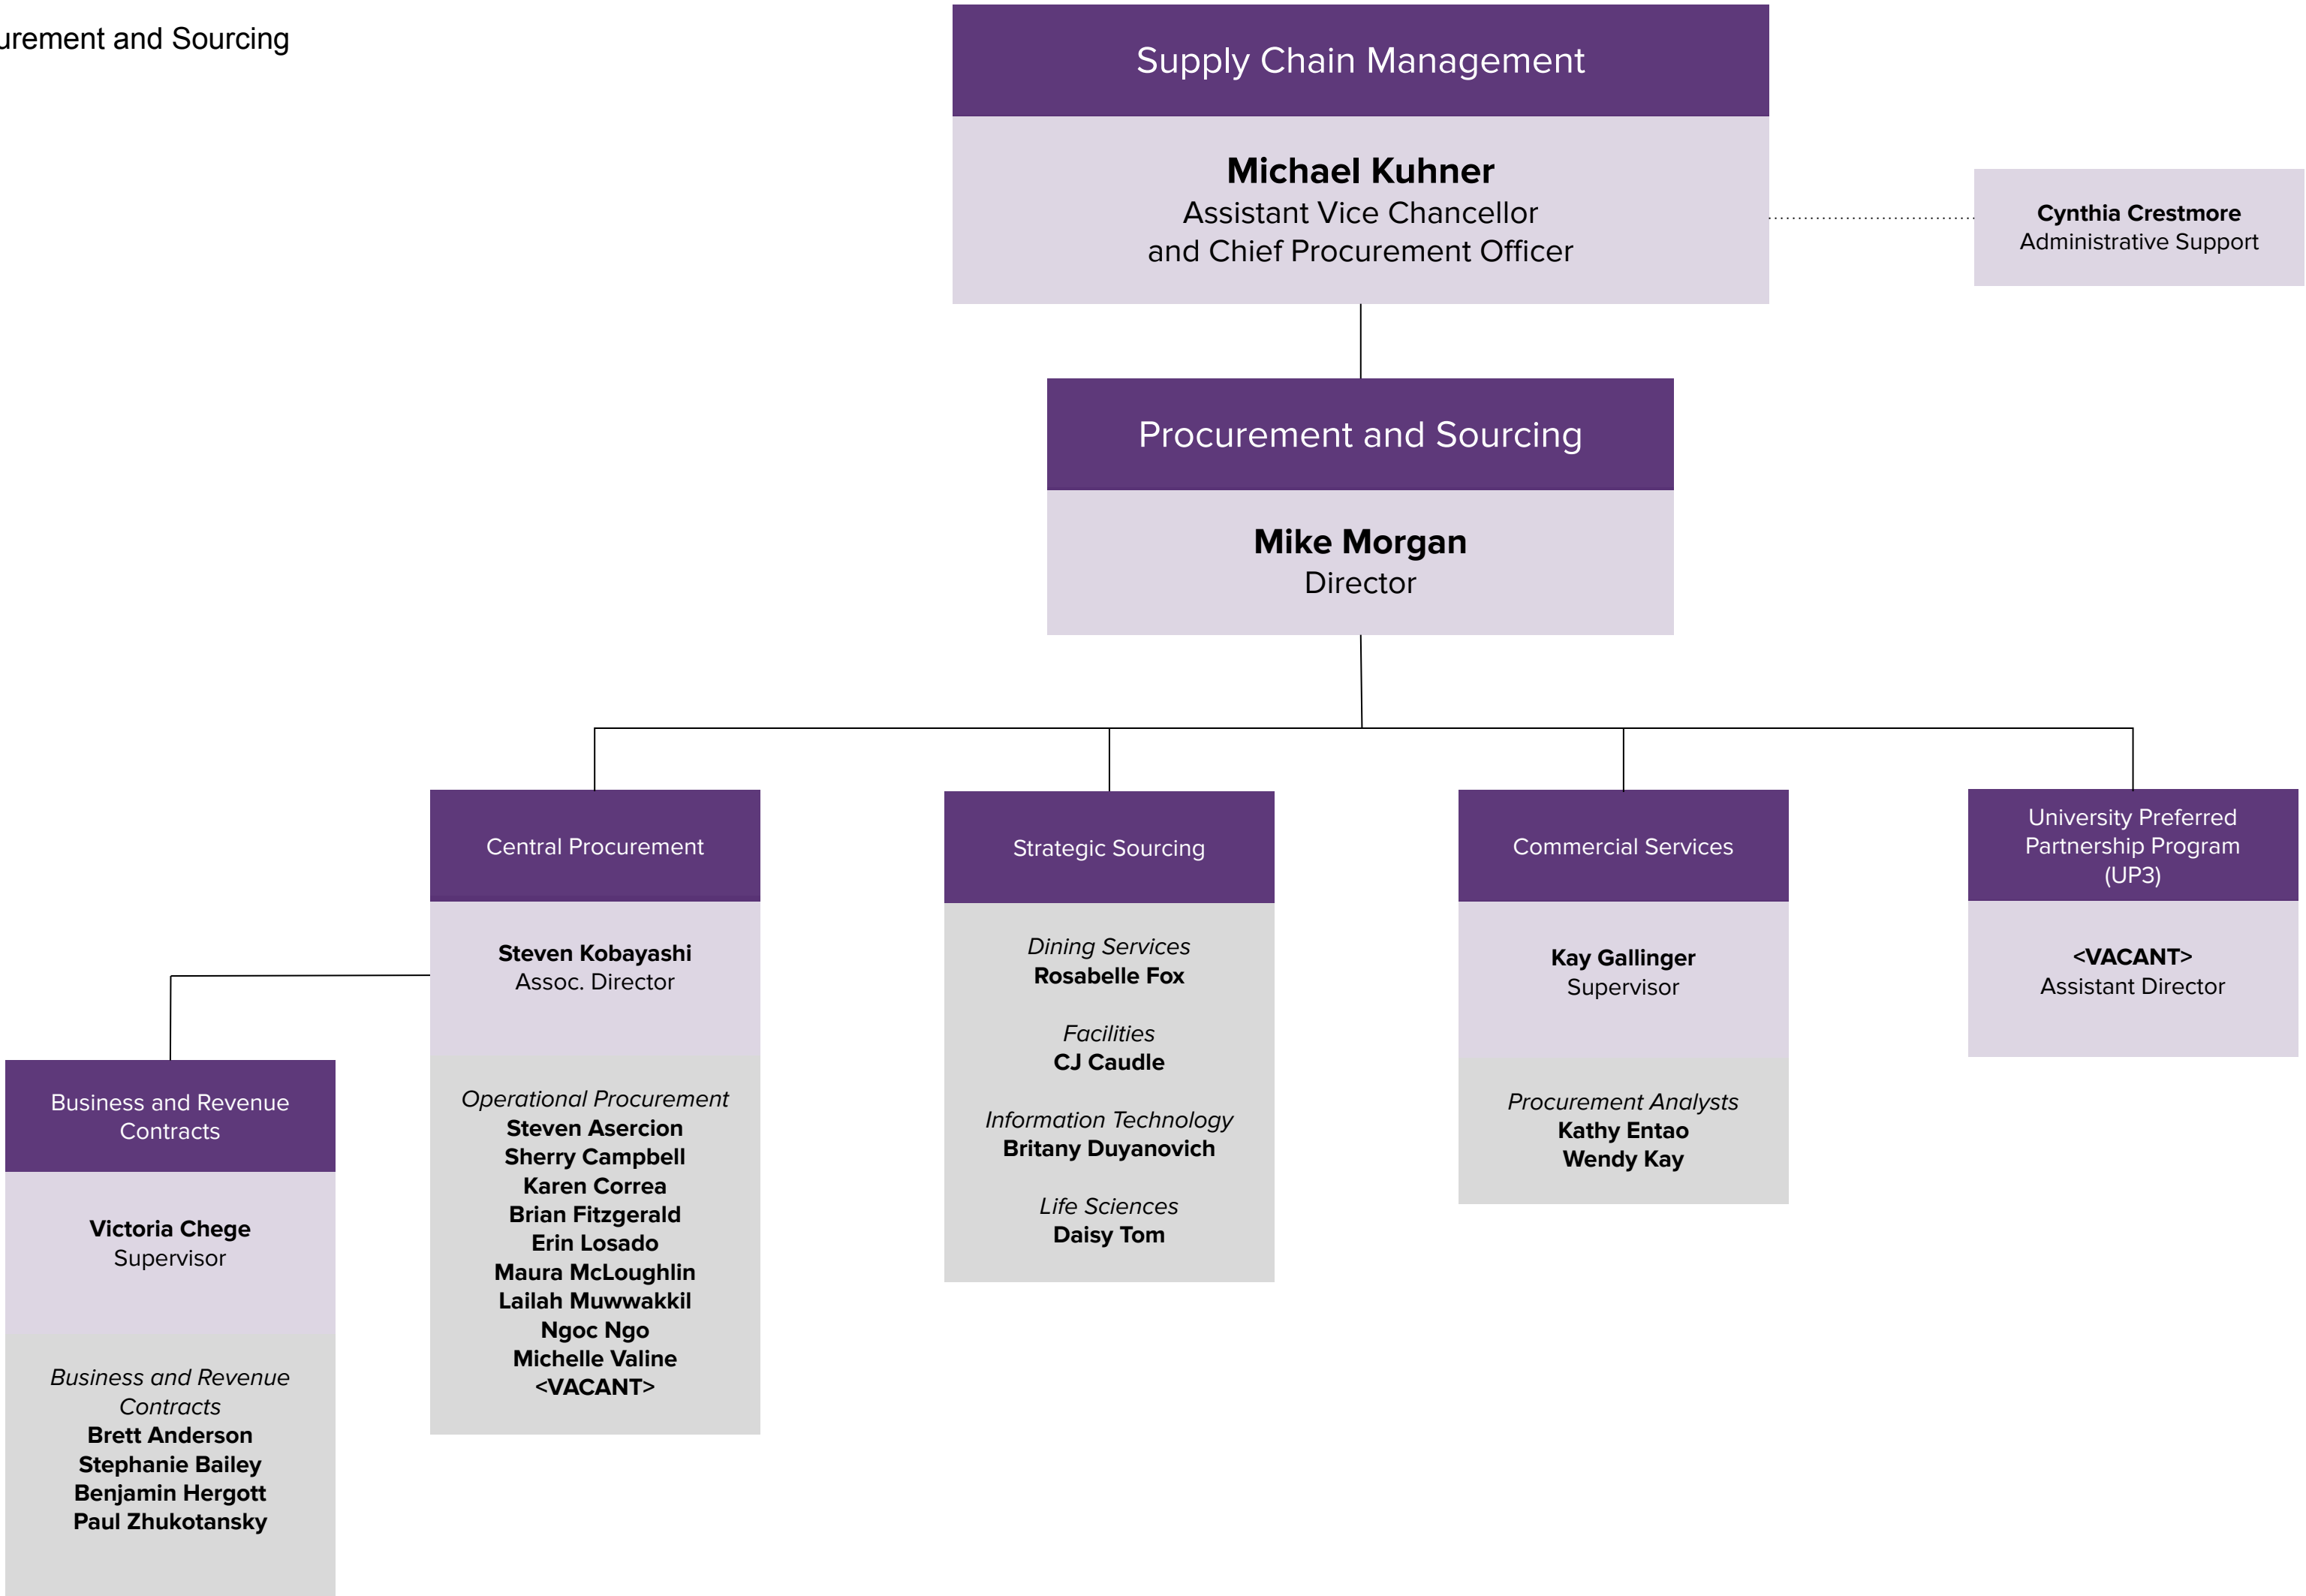 urement and Sourcing
Supply Chain Management
Michael Kuhner
Assistant Vice Chancellor
and Chief Procurement Officer
Cynthia Crestmore
Administrative Support
Procurement and Sourcing
Mike Morgan
Director
Central Procurement
Steven Kobayashi
Assoc. Director
Operational Procurement
Steven Asercion
Sherry Campbell
Karen Correa
Brian Fitzgerald
Erin Losado
Maura McLoughlin
Lailah Muwwakkil
Ngoc Ngo
Michelle Valine
<VACANT>
Business and Revenue
Contracts
Victoria Chege
Supervisor
Business and Revenue
Contracts
Brett Anderson
Stephanie Bailey
Benjamin Hergott
Paul Zhukotansky
Strategic Sourcing
Dining Services
Rosabelle Fox
Facilities
CJ Caudle
Information Technology
Britany Duyanovich
Life Sciences
Daisy Tom
Commercial Services
Kay Gallinger
Supervisor
Procurement Analysts
Kathy Entao
Wendy Kay
University Preferred
Partnership Program
(UP3)
<VACANT>
Assistant Director